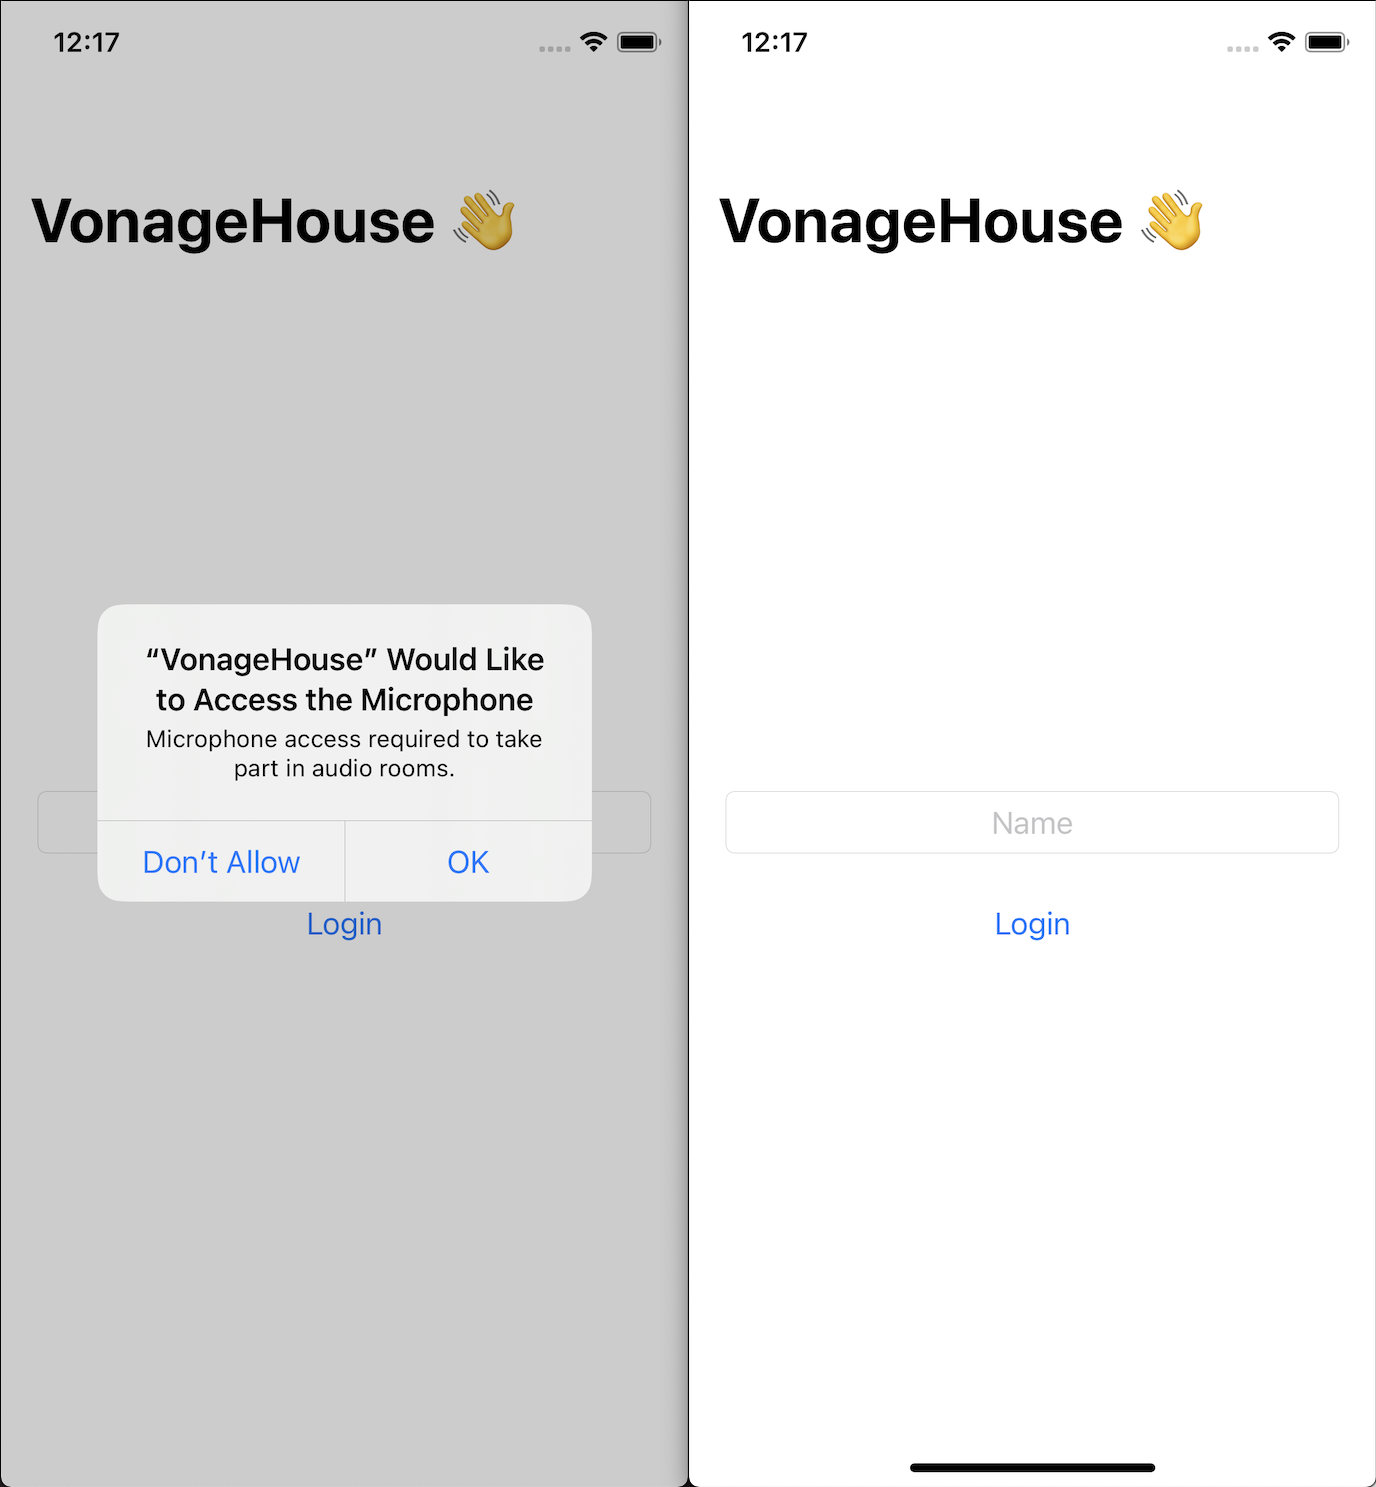 12:17
VonageHouse 👋
“VonageHouse” Would Like
to Access the Microphone
Microphone access required to take
part in audio rooms.
Don’t Allow
OK
Login
12:17
VonageHouse 👋
Name
Login